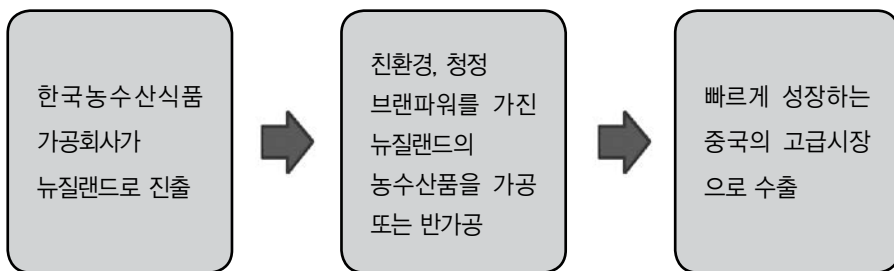 한국농수산식품
가공회사가
뉴질랜드로 진출
친환경, 청정
브랜파워를 가진
뉴질랜드의
농수산품을 가공
또는 반가공
빠르게 성장하는
중국의 고급시장
으로 수출